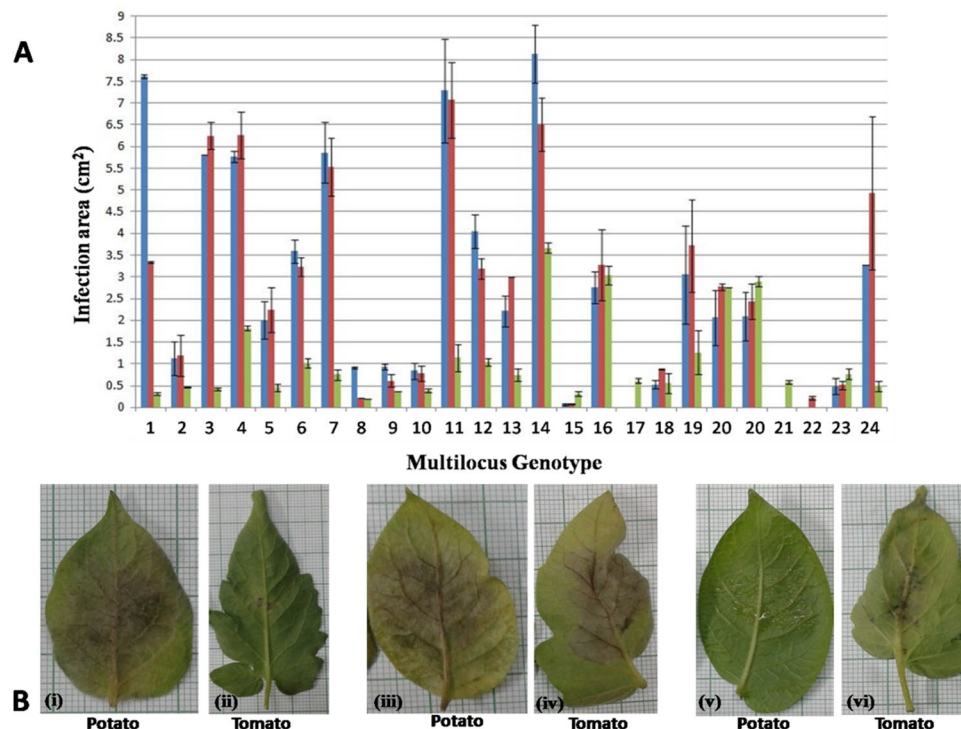 A
9
8.5
8
7.5
7
6.5
6
5.5
5
4.5
4
3.5
3
2.5
2
1.5
1
0.5
0
Infection area (cm²)
1 2 3 4 5 6 7 8 9 10 11 12 13 14 15 16 17 18 19 20 20 21 22 23 24
Multilocus Genotype
B
(i) (ii) (iii) (iv) (v) (vi)
Potato Tomato Potato Tomato Potato Tomato